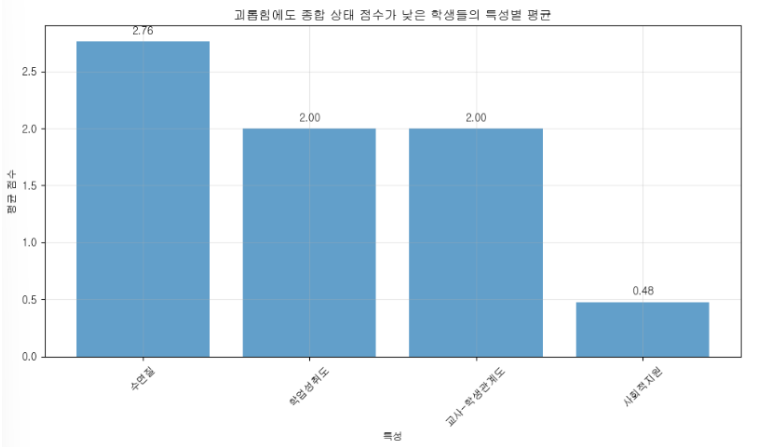 괴롭힘에도 종합 상태 점수가 낮은 학생들의 특성별 평균
2.76
2.5
2.00
2.00
2.0
평균 점수
1.5
1.0
0.48
0.5
0.0
수면질
학업성취도
교사-학생관계도
사회적지원
특성